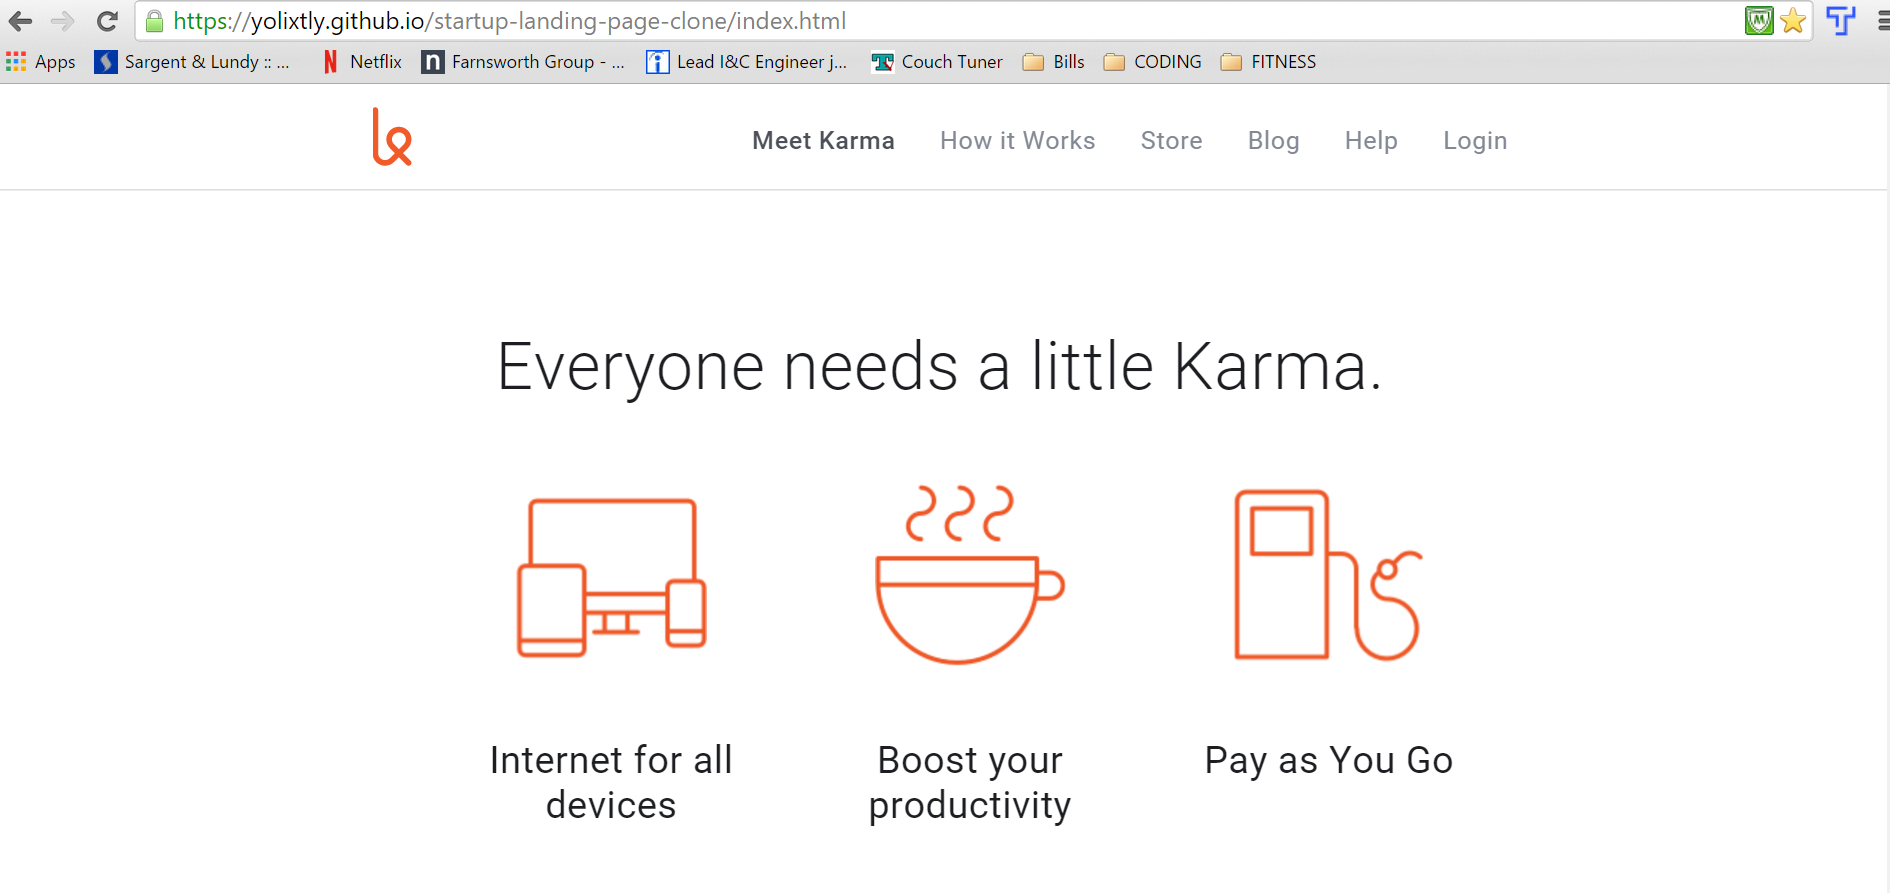 https://yolixtly.github.io/startup-landing-page-clone/index.html
Apps Sargent & Lundy :: ... Netflix Farnsworth Group - ... Lead I&C Engineer j... Couch Tuner Bills CODING FITNESS
Meet Karma How it Works Store Blog Help Login
Everyone needs a little Karma.
Internet for all
devices
Boost your
productivity
Pay as You Go